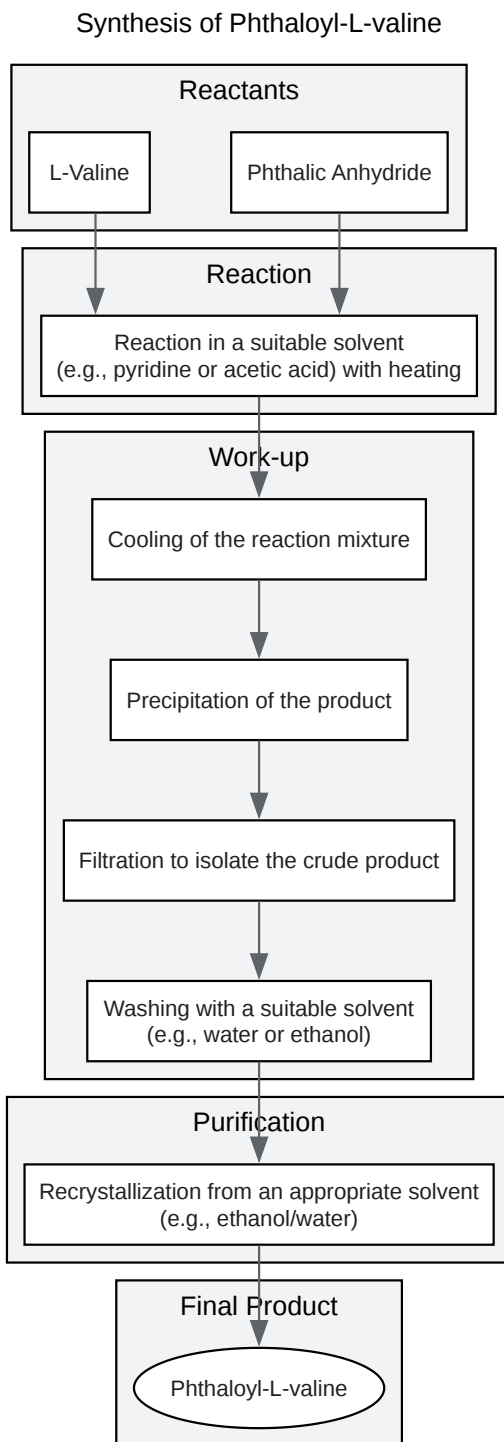 Synthesis of Phthaloyl-L-valine
Reactants
L-Valine
Phthalic Anhydride
Reaction
Reaction in a suitable solvent
(e.g., pyridine or acetic acid) with heating
Work-up
Cooling of the reaction mixture
Precipitation of the product
Filtration to isolate the crude product
Washing with a suitable solvent
(e.g., water or ethanol)
Purification
Recrystallization from an appropriate solvent
(e.g., ethanol/water)
Final Product
Phthaloyl-L-valine